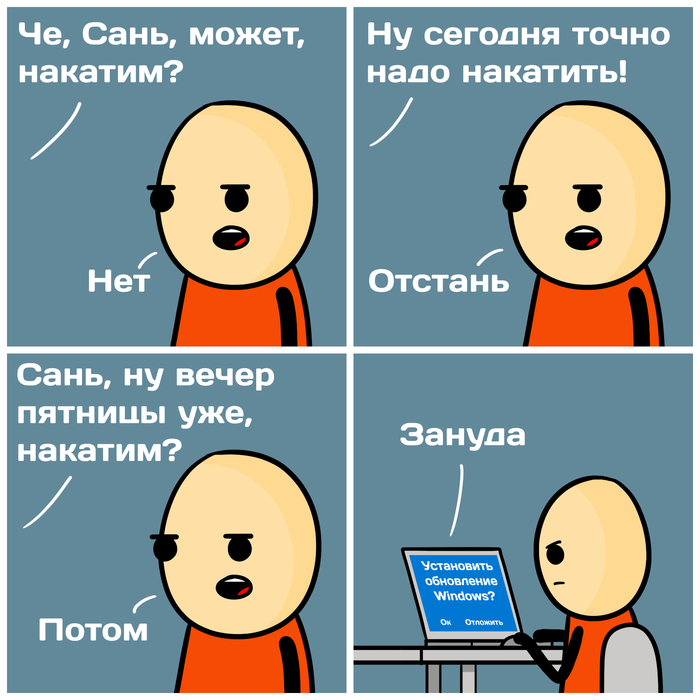 Че, Сань, может,
накатим?
Нет
Ну сегодня точно
надо накатить!
Отстань
Сань, ну вечер
пятницы уже,
накатим?
Потом
Зануда
Установить
обновление
Windows?
Ок Отложить